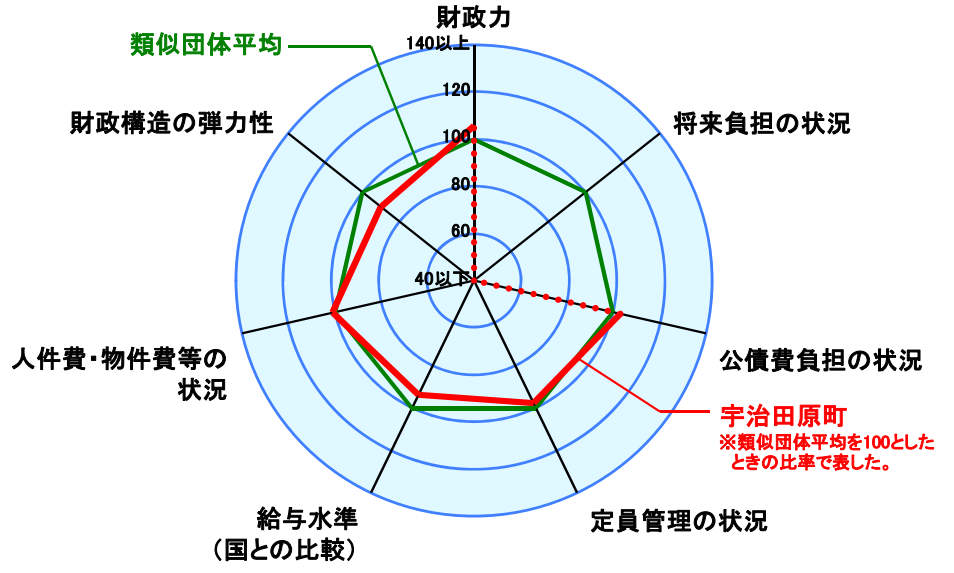 財政力
類似団体平均
140以上
120
100
80
60
40以下
財政構造の弾力性
将来負担の状況
人件費・物件費等の
状況
公債費負担の状況
宇治田原町
※類似団体平均を100とした
ときの比率で表した。
給与水準
（国との比較）
定員管理の状況